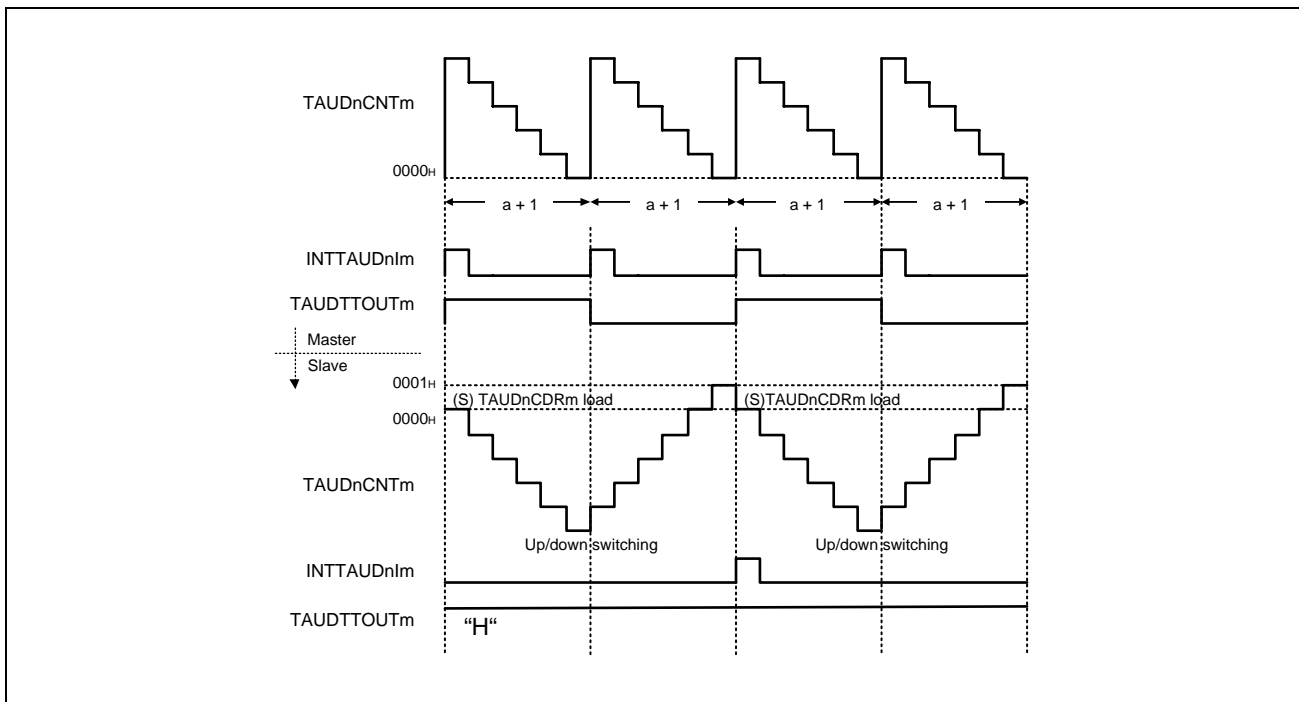 TAUDnCNTm
0000H
a + 1 a + 1 a + 1 a + 1
INTTAUDnIm
TAUDTTOUTm
Master
Slave
0001H
(S) TAUDnCDRm load (S)TAUDnCDRm load
0000H
TAUDnCNTm
Up/down switching Up/down switching
INTTAUDnIm
TAUDTTOUTm
“H“